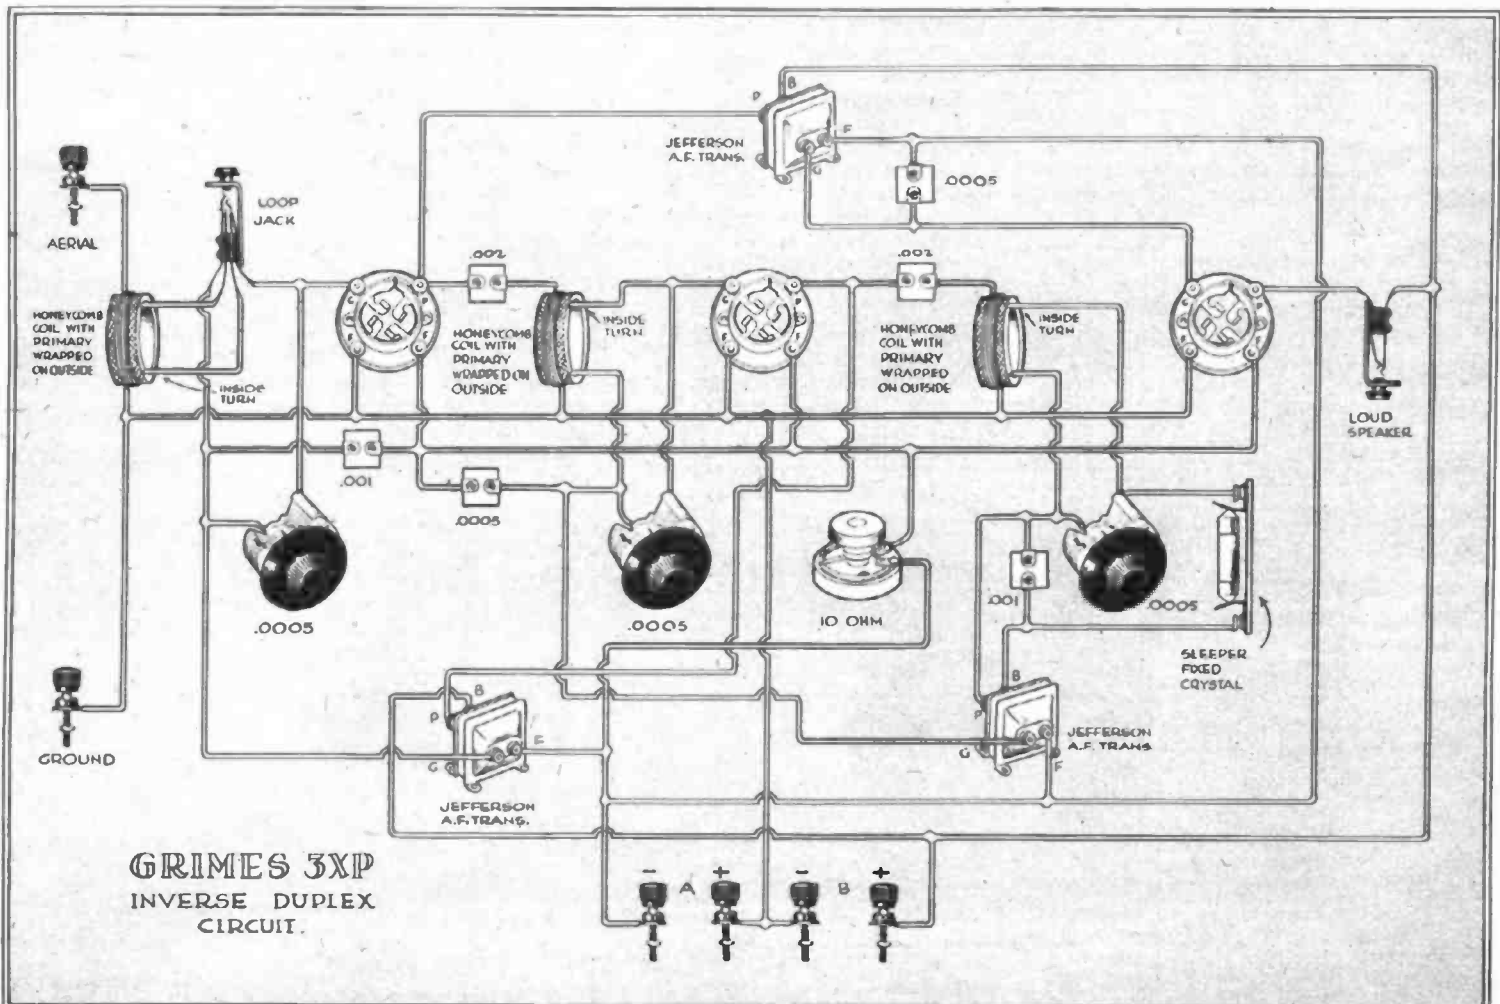 B
P
JEFFERSON
A.F. TRANS.
F
G
.0005
AERIAL
LOOP
JACK
HONEYCOMB
COIL WITH
PRIMARY
WRAPPED
ON OUTSIDE
INSIDE
TURN
.002
HONEYCOMB
COIL WITH
PRIMARY
WRAPPED ON
OUTSIDE
INSIDE
TURN
.002
HONEYCOMB
COIL WITH
PRIMARY
WRAPPED
ON OUTSIDE
INSIDE
TURN
LOUD
SPEAKER
.001
.0005
.0005
.0005
10 OHM
.001
.0005
SLEEPER
FIXED
CRYSTAL
GROUND
B
P
F
G
JEFFERSON
A.F. TRANS.
B
P
G
F
JEFFERSON
A.F. TRANS
GRIMES 3XP
INVERSE DUPLEX
CIRCUIT.
- A + - B +